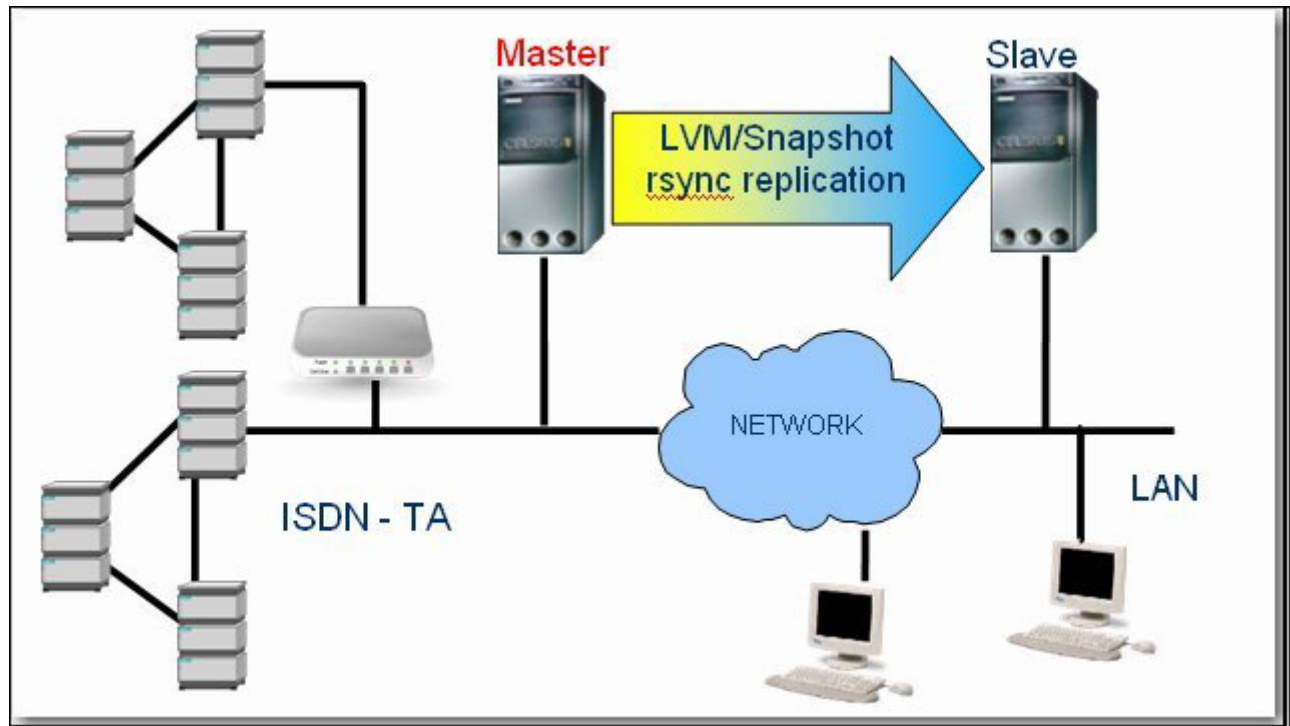 Master
Slave
LVM/Snapshot
rsync replication
NETWORK
LAN
ISDN - TA